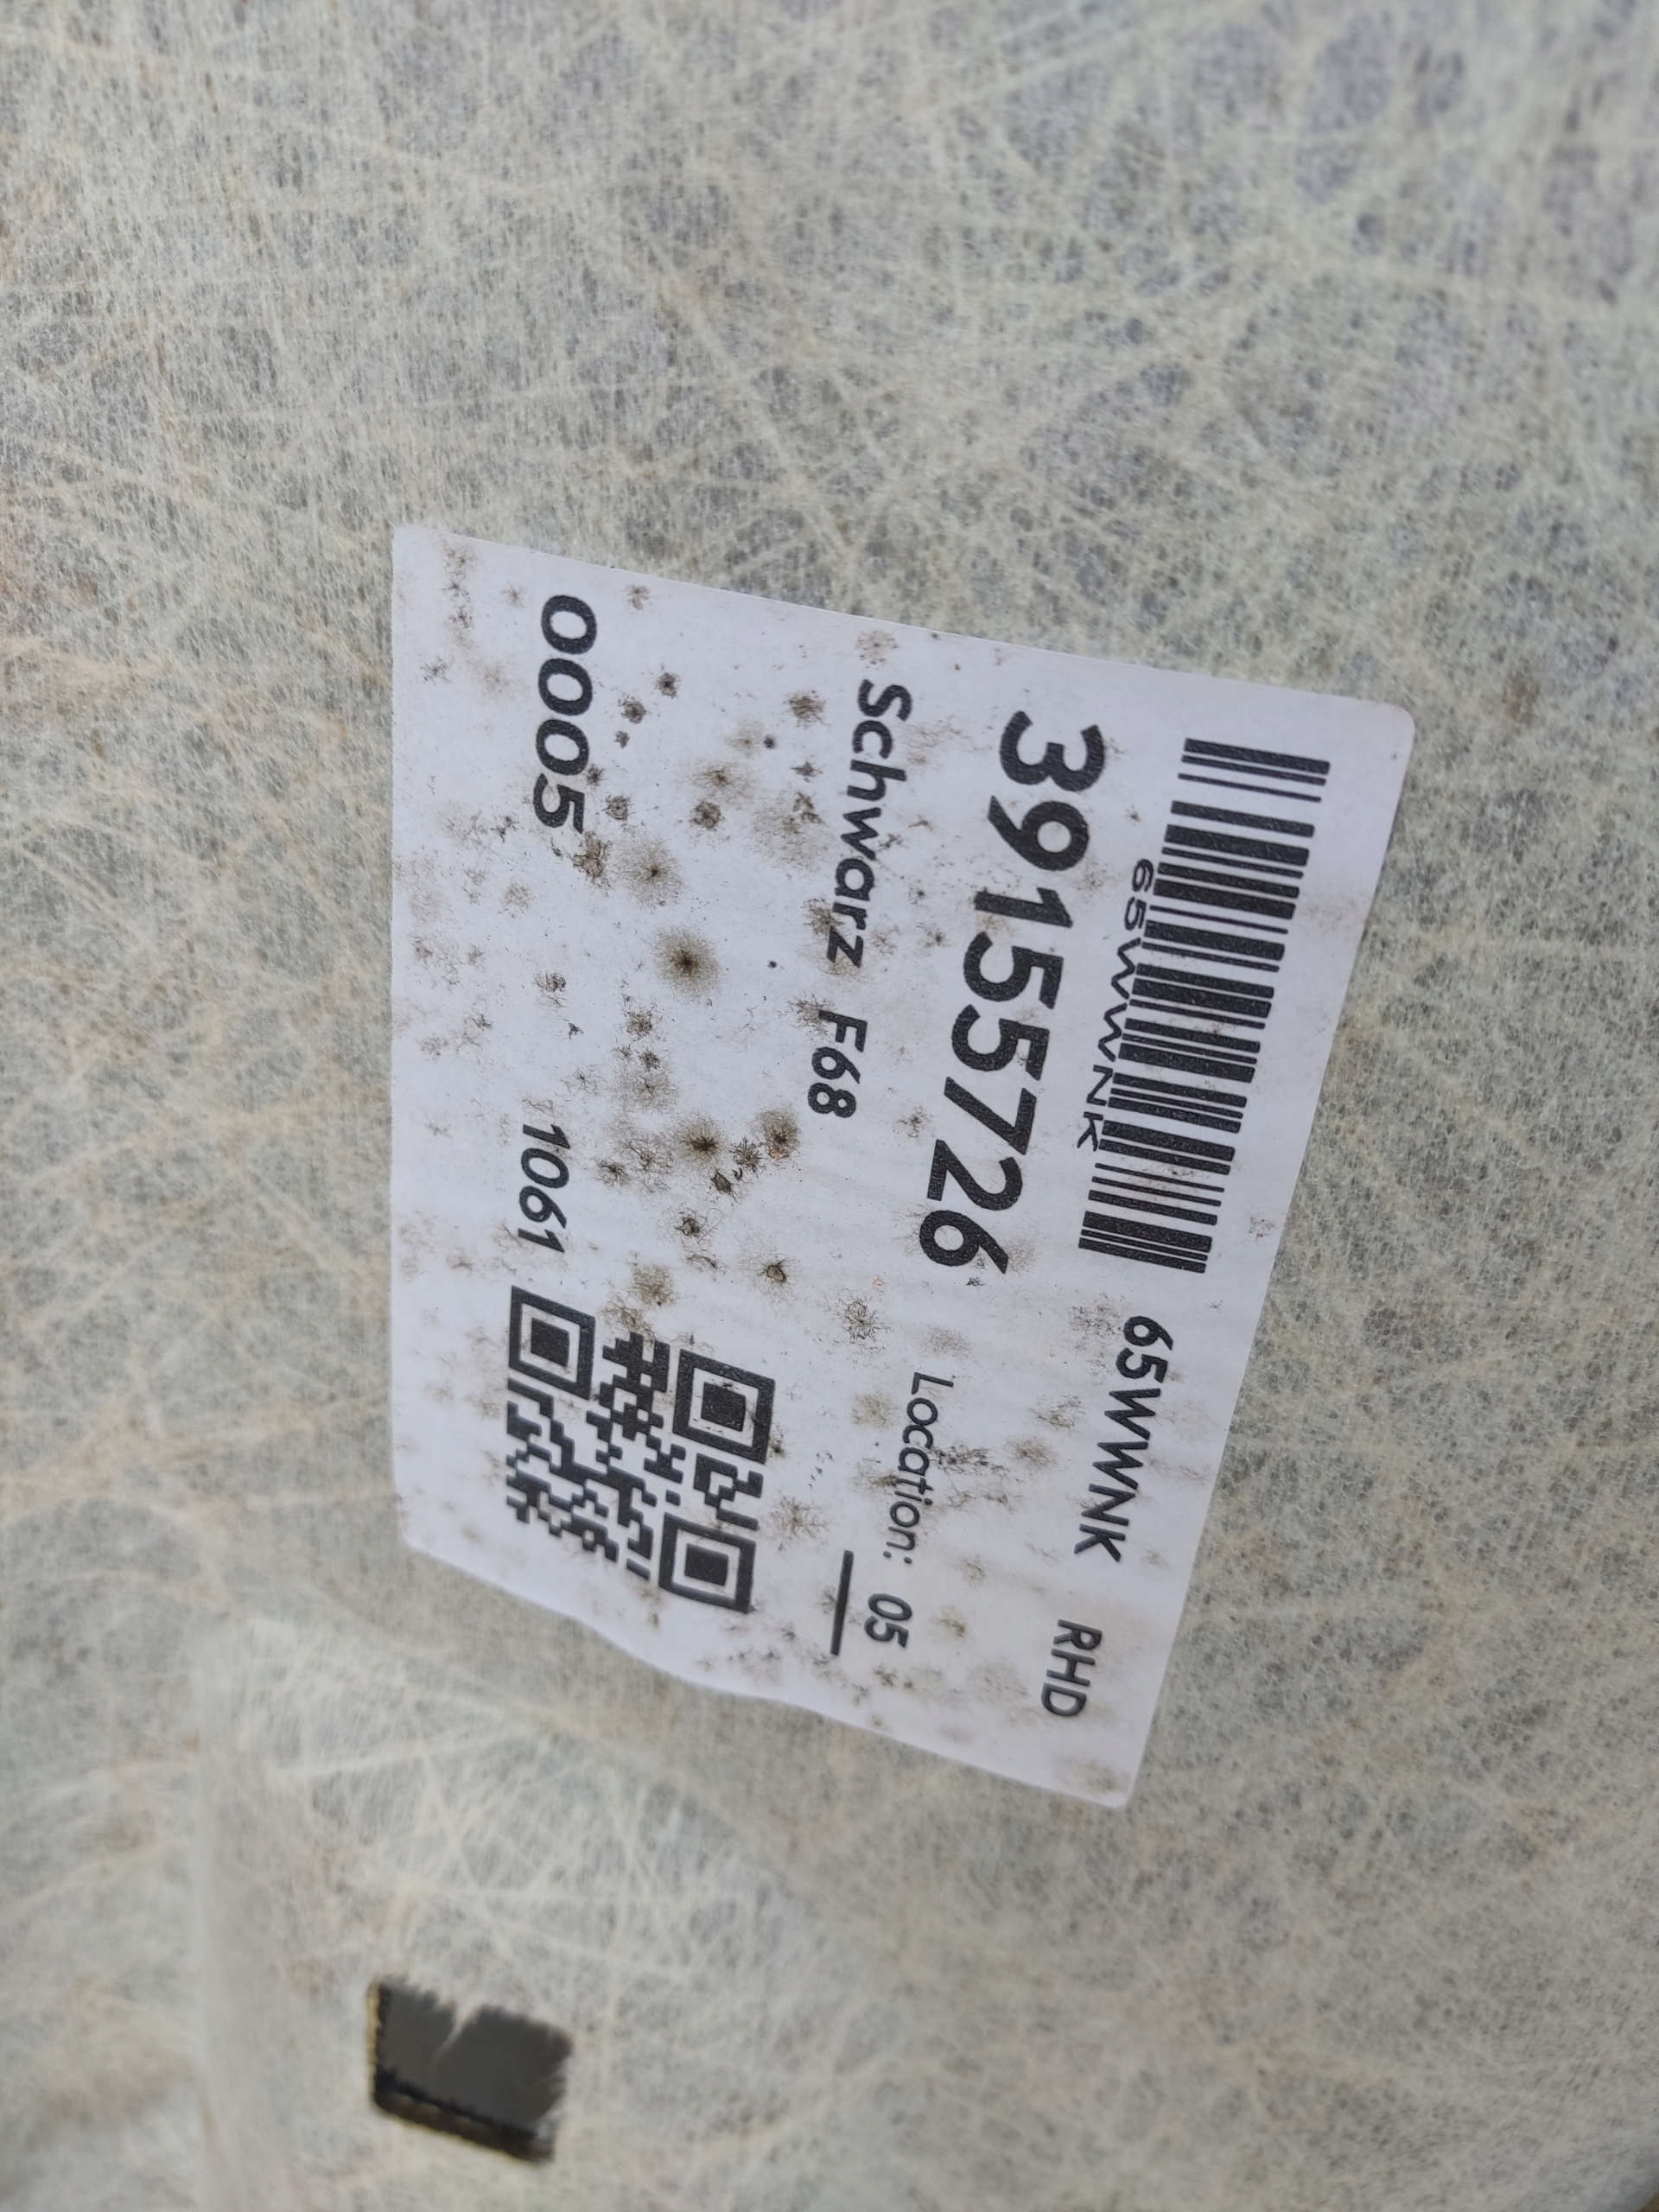 65WWNK RHD
65WWNK
39155726
Location: 05
Schwarz F68
0005 1061